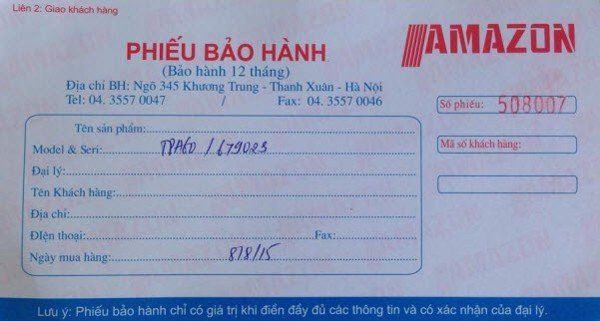 Liên 2: Giao khách hàng
PHIẾU BẢO HÀNH
(Bảo hành 12 tháng)
AMAZON
Địa chỉ BH: Ngõ 345 Khương Trung - Thanh Xuân - Hà Nội
Tel: 04. 3557 0047 / Fax: 04. 3557 0046
Số phiếu: 508007
Tên sản phẩm:
Model & Seri: TPA60 / 679023
Mã số khách hàng:
Đại lý:
Tên Khách hàng:
Địa chỉ:
Điện thoại: Fax:
Ngày mua hàng: 8/8/15
Lưu ý: Phiếu bảo hành chỉ có giá trị khi điền đầy đủ các thông tin và có xác nhận của đại lý.